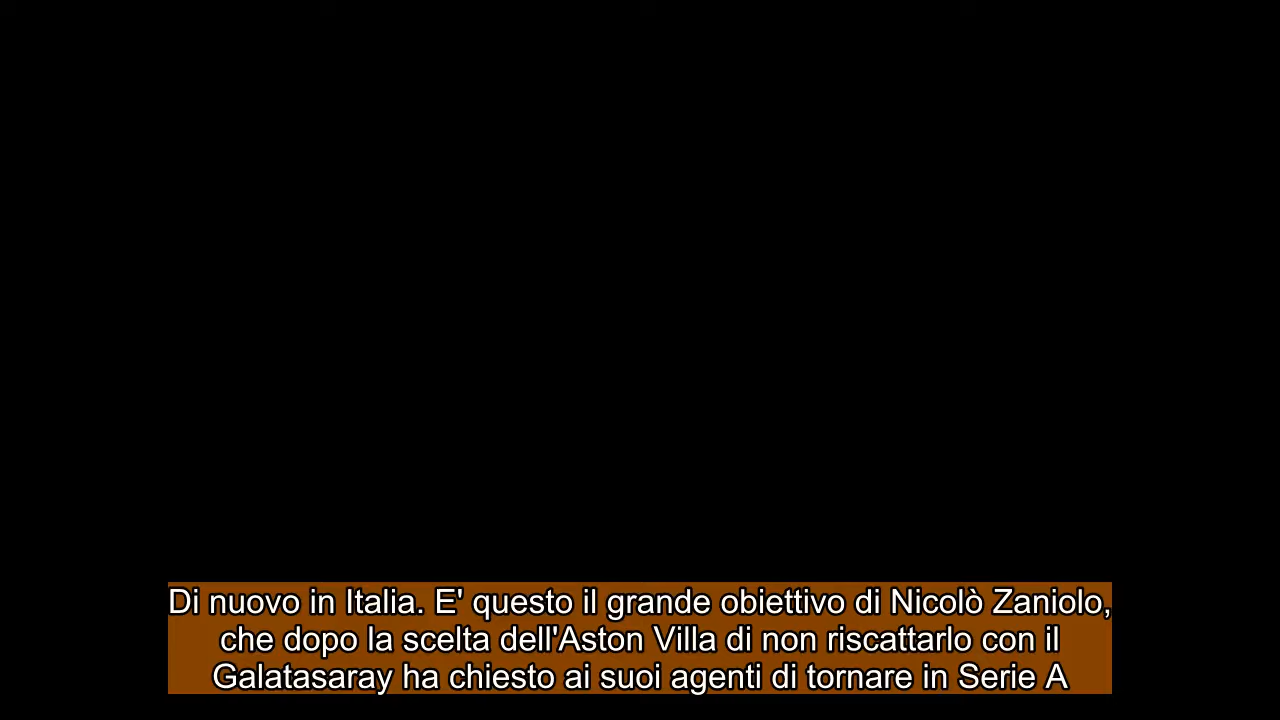 Di nuovo in Italia. E' questo il grande obiettivo di Nicolò Zaniolo,
che dopo la scelta dell'Aston Villa di non riscattarlo con il
Galatasaray ha chiesto ai suoi agenti di tornare in Serie A